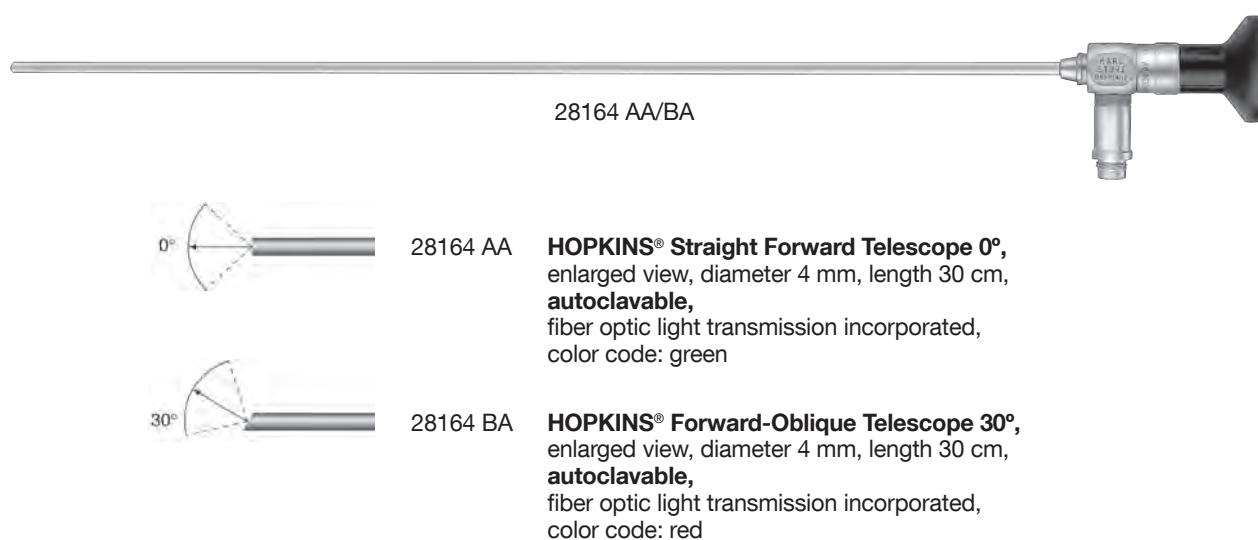 28164 AA/BA
0°
28164 AA HOPKINS® Straight Forward Telescope 0º,
enlarged view, diameter 4 mm, length 30 cm,
autoclavable,
fiber optic light transmission incorporated,
color code: green
30°
28164 BA HOPKINS® Forward-Oblique Telescope 30º,
enlarged view, diameter 4 mm, length 30 cm,
autoclavable,
fiber optic light transmission incorporated,
color code: red